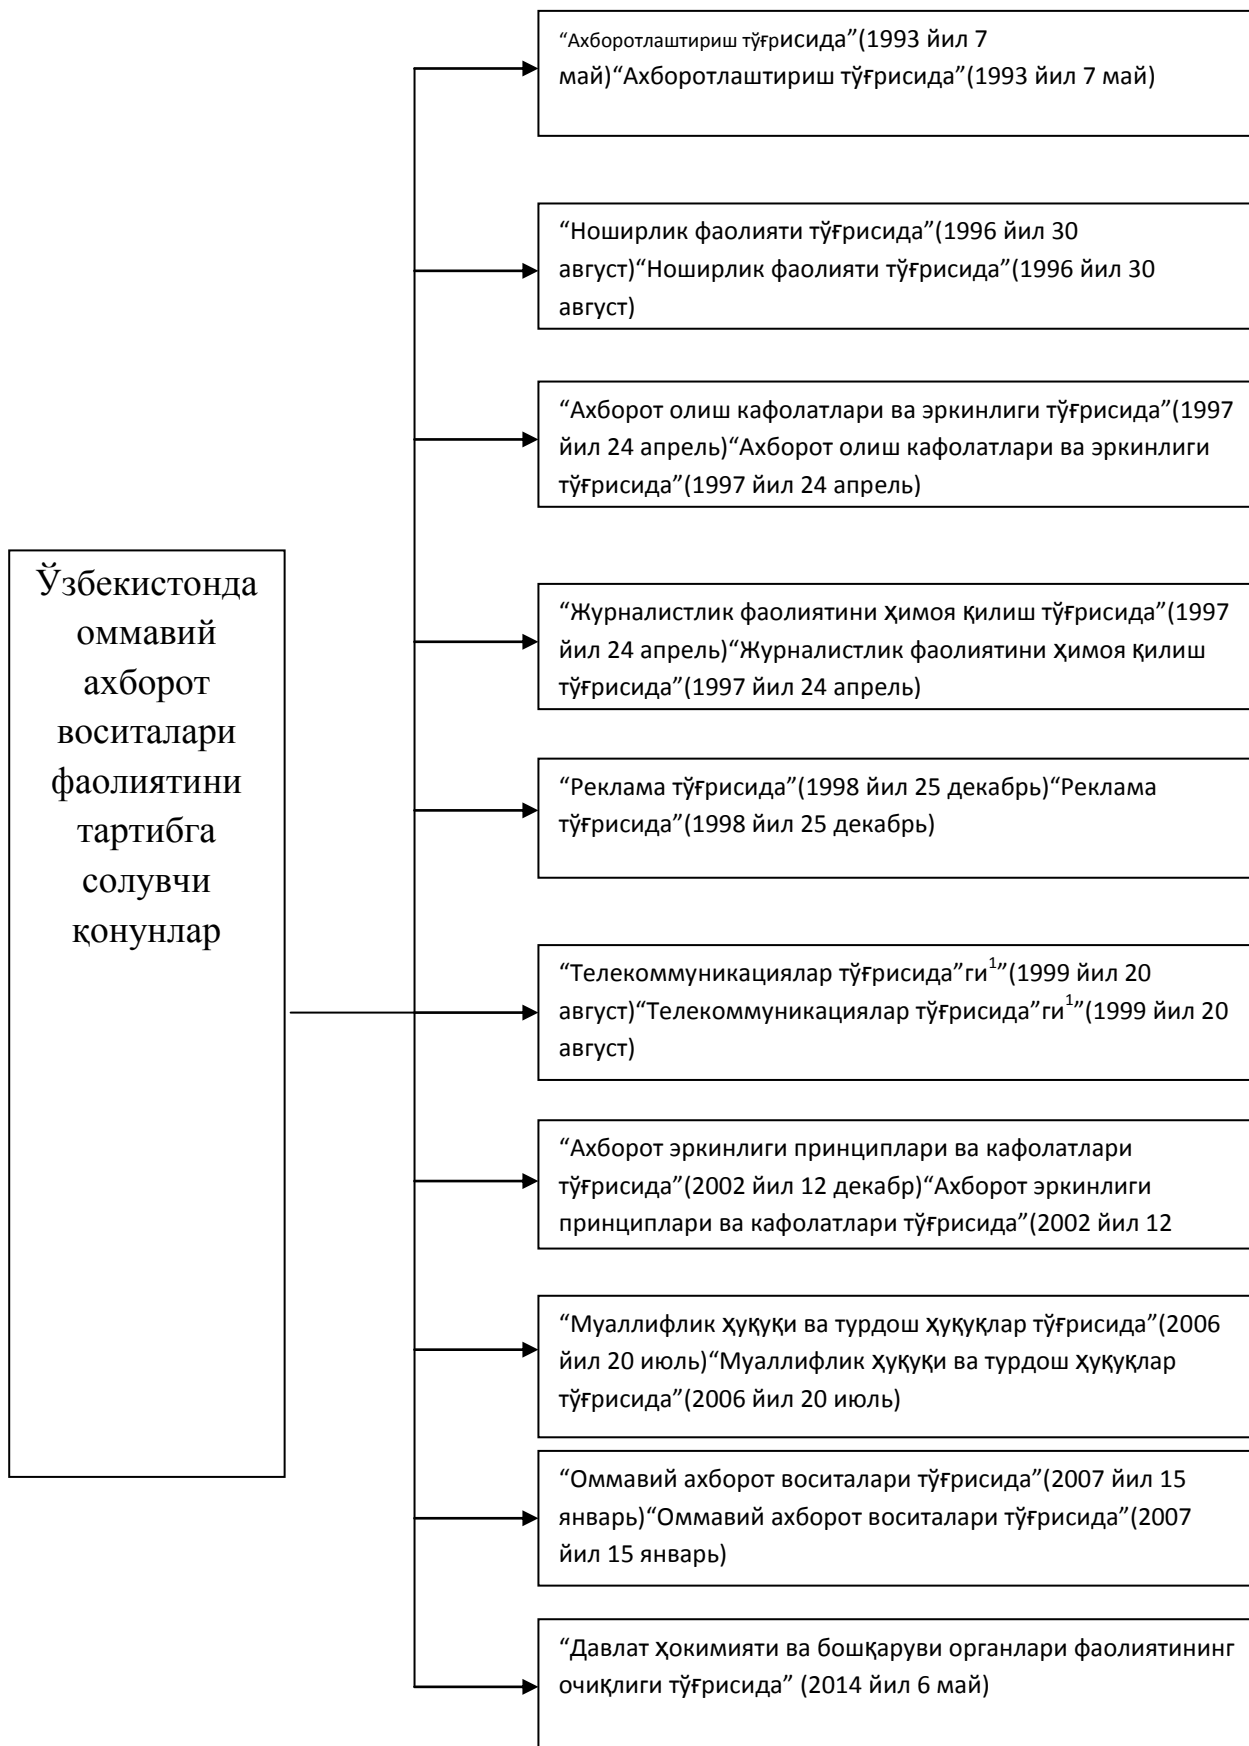 Ўзбекистонда
оммавий
ахборот
воситалари
фаолиятини
тартибга
солувчи
қонунлар
“Ахборотлаштириш тўғрисида”(1993 йил 7
май)“Ахборотлаштириш тўғрисида”(1993 йил 7 май)
“Ноширлик фаолияти тўғрисида”(1996 йил 30
август)“Ноширлик фаолияти тўғрисида”(1996 йил 30
август)
“Ахборот олиш кафолатлари ва эркинлиги тўғрисида”(1997
йил 24 апрель)“Ахборот олиш кафолатлари ва эркинлиги
тўғрисида”(1997 йил 24 апрель)
“Журналистлик фаолиятини ҳимоя қилиш тўғрисида”(1997
йил 24 апрель)“Журналистлик фаолиятини ҳимоя қилиш
тўғрисида”(1997 йил 24 апрель)
“Реклама тўғрисида”(1998 йил 25 декабрь)“Реклама
тўғрисида”(1998 йил 25 декабрь)
“Телекоммуникациялар тўғрисида”ги¹”(1999 йил 20
август)“Телекоммуникациялар тўғрисида”ги¹”(1999 йил 20
август)
“Ахборот эркинлиги принциплари ва кафолатлари
тўғрисида”(2002 йил 12 декабр)“Ахборот эркинлиги
принциплари ва кафолатлари тўғрисида”(2002 йил 12
“Муаллифлик ҳуқуқи ва турдош ҳуқуқлар тўғрисида”(2006
йил 20 июль)“Муаллифлик ҳуқуқи ва турдош ҳуқуқлар
тўғрисида”(2006 йил 20 июль)
“Оммавий ахборот воситалари тўғрисида”(2007 йил 15
январь)“Оммавий ахборот воситалари тўғрисида”(2007
йил 15 январь)
“Давлат ҳокимияти ва бошқаруви органлари фаолиятининг
очиқлиги тўғрисида” (2014 йил 6 май)